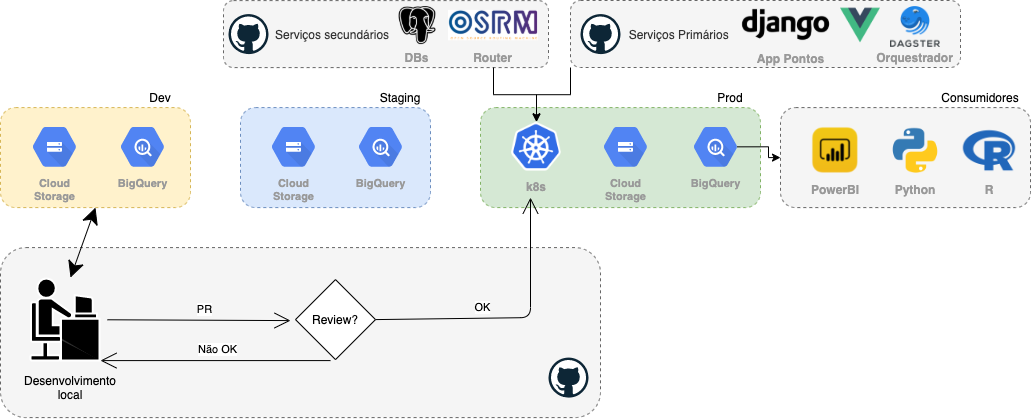 Serviços secundários
DBs
OSRM
Router
Serviços Primários
django
App Pontos
DAGSTER
Orquestrador
Dev
Staging
Prod
Consumidores
Cloud
Storage
BigQuery
Cloud
Storage
BigQuery
k8s
Cloud
Storage
BigQuery
PowerBI
Python
R
PR
Review?
OK
Não OK
Desenvolvimento
local